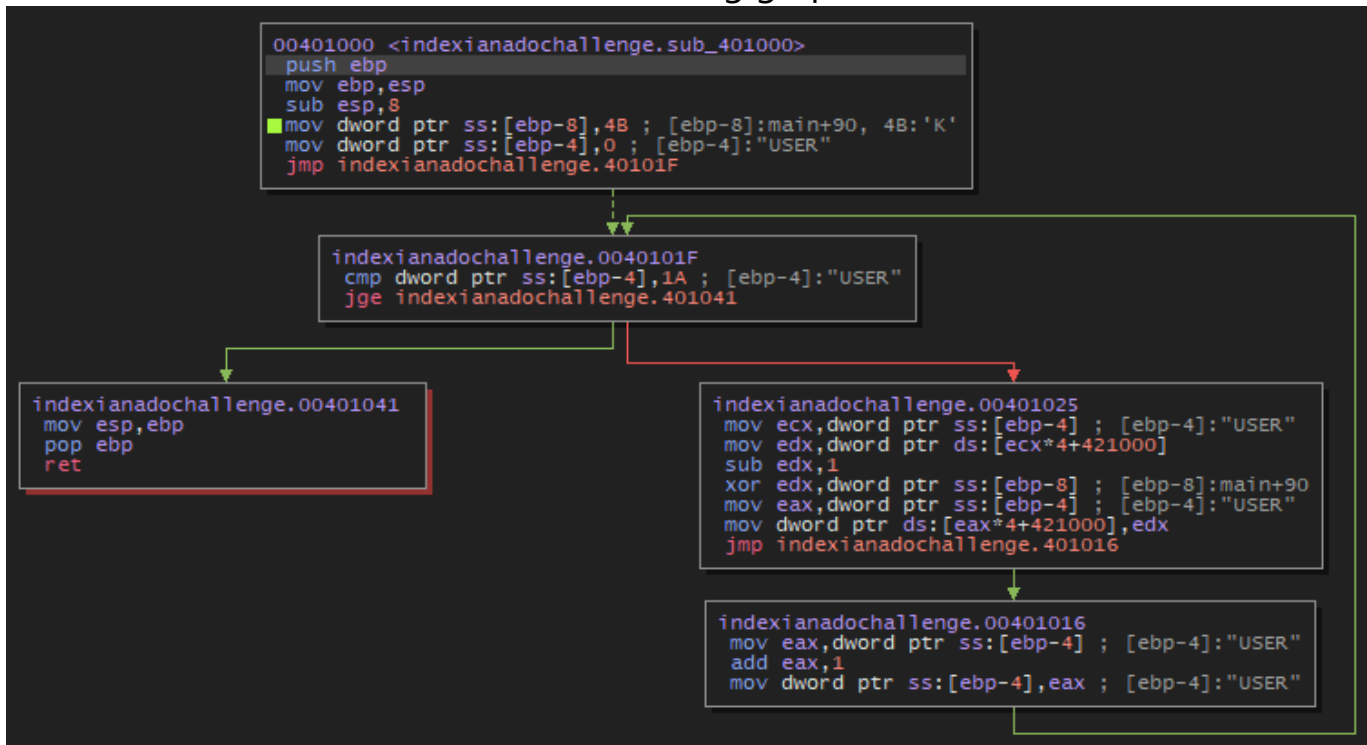 00401000 <indexianadochallenge.sub_401000>
push ebp
mov ebp,esp
sub esp,8
mov dword ptr ss:[ebp-8],4B ; [ebp-8]:main+90, 4B:'K'
mov dword ptr ss:[ebp-4],0 ; [ebp-4]:"USER"
jmp indexianadochallenge.40101F
indexianadochallenge.0040101F
cmp dword ptr ss:[ebp-4],1A ; [ebp-4]:"USER"
jge indexianadochallenge.401041
indexianadochallenge.00401041
mov esp,ebp
pop ebp
ret
indexianadochallenge.00401025
mov ecx,dword ptr ss:[ebp-4] ; [ebp-4]:"USER"
mov edx,dword ptr ds:[ecx*4+421000]
sub edx,1
xor edx,dword ptr ss:[ebp-8] ; [ebp-8]:main+90
mov eax,dword ptr ss:[ebp-4] ; [ebp-4]:"USER"
mov dword ptr ds:[eax*4+421000],edx
jmp indexianadochallenge.401016
indexianadochallenge.00401016
mov eax,dword ptr ss:[ebp-4] ; [ebp-4]:"USER"
add eax,1
mov dword ptr ss:[ebp-4],eax ; [ebp-4]:"USER"